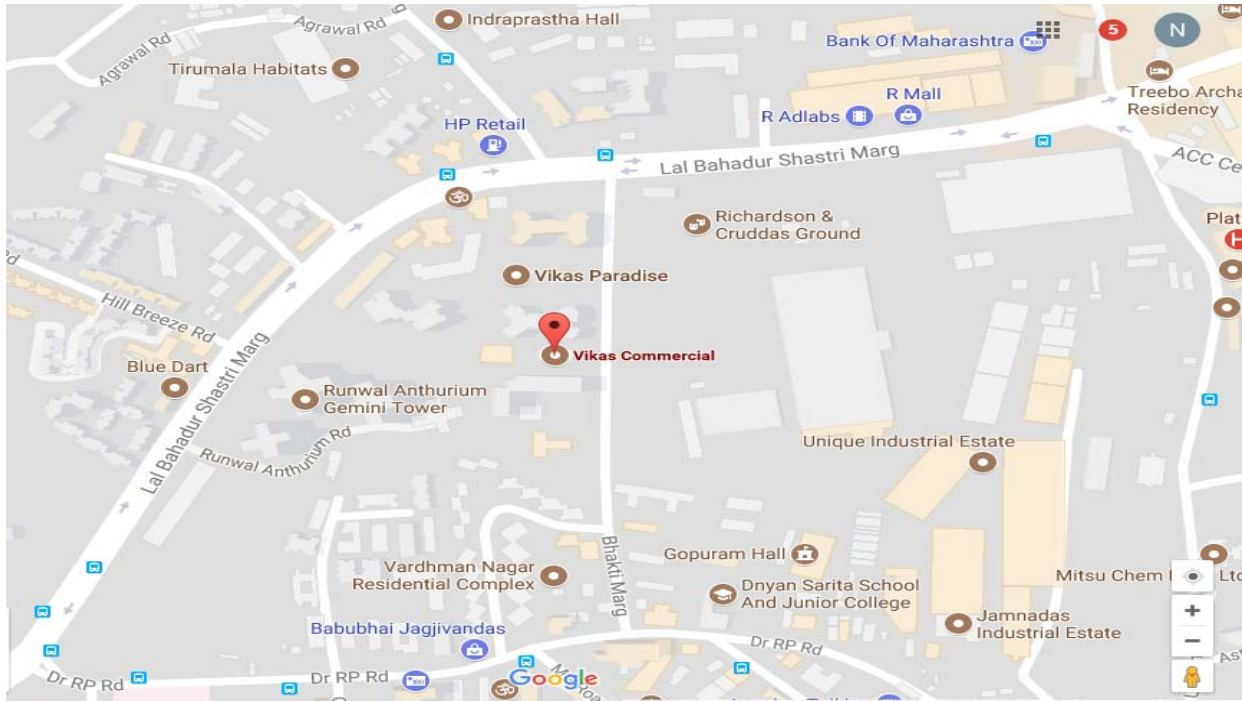 Agrawal Rd
Agrawal Rd
Indraprastha Hall
5
N
Tirumala Habitats
Bank Of Maharashtra
R Mall
R Adlabs
Treebo Archa
Residency
HP Retail
Lal Bahadur Shastri Marg
ACC Ce
Richardson &
Cruddas Ground
Plat
H
Vikas Paradise
Hill Breeze Rd
Vikas Commercial
Blue Dart
Lal Bahadur Shastri Marg
Runwal Anthurium
Gemini Tower
Runwal Anthurium Rd
Unique Industrial Estate
Bhakti Marg
Gopuram Hall
Vardhman Nagar
Residential Complex
Dnyan Sarita School
And Junior College
Mitsu Chem
Ltd
Jamnadas
Industrial Estate
Babubhai Jagjivandas
Dr RP Rd
Dr RP Rd
Dr RP Rd
Google
Ast